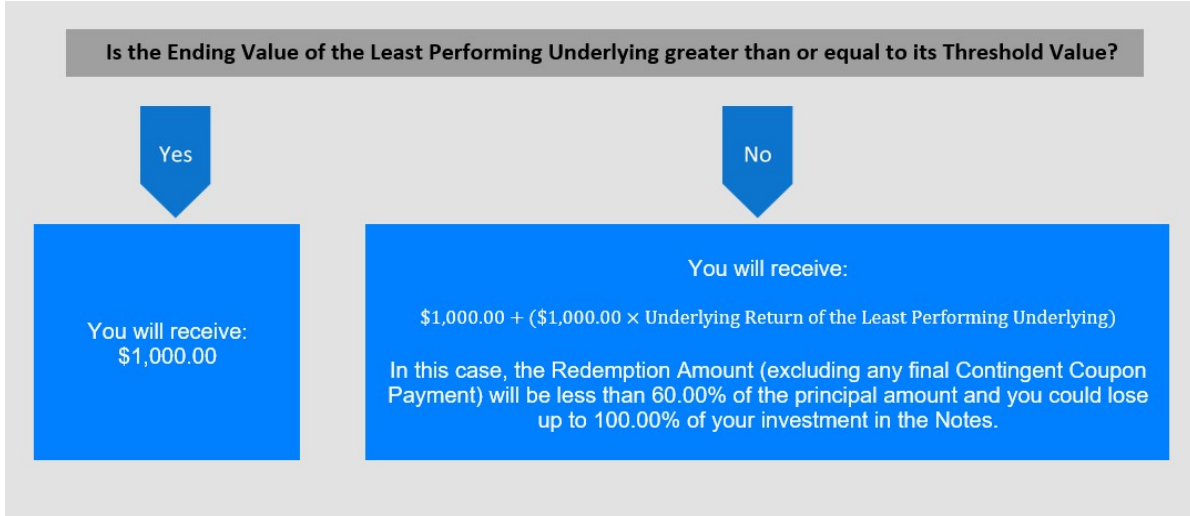 Is the Ending Value of the Least Performing Underlying greater than or equal to its Threshold Value?
Yes
No
You will receive:
$1,000.00
You will receive:
$1,000.00 + ($1,000.00 × Underlying Return of the Least Performing Underlying)
In this case, the Redemption Amount (excluding any final Contingent Coupon
Payment) will be less than 60.00% of the principal amount and you could lose
up to 100.00% of your investment in the Notes.